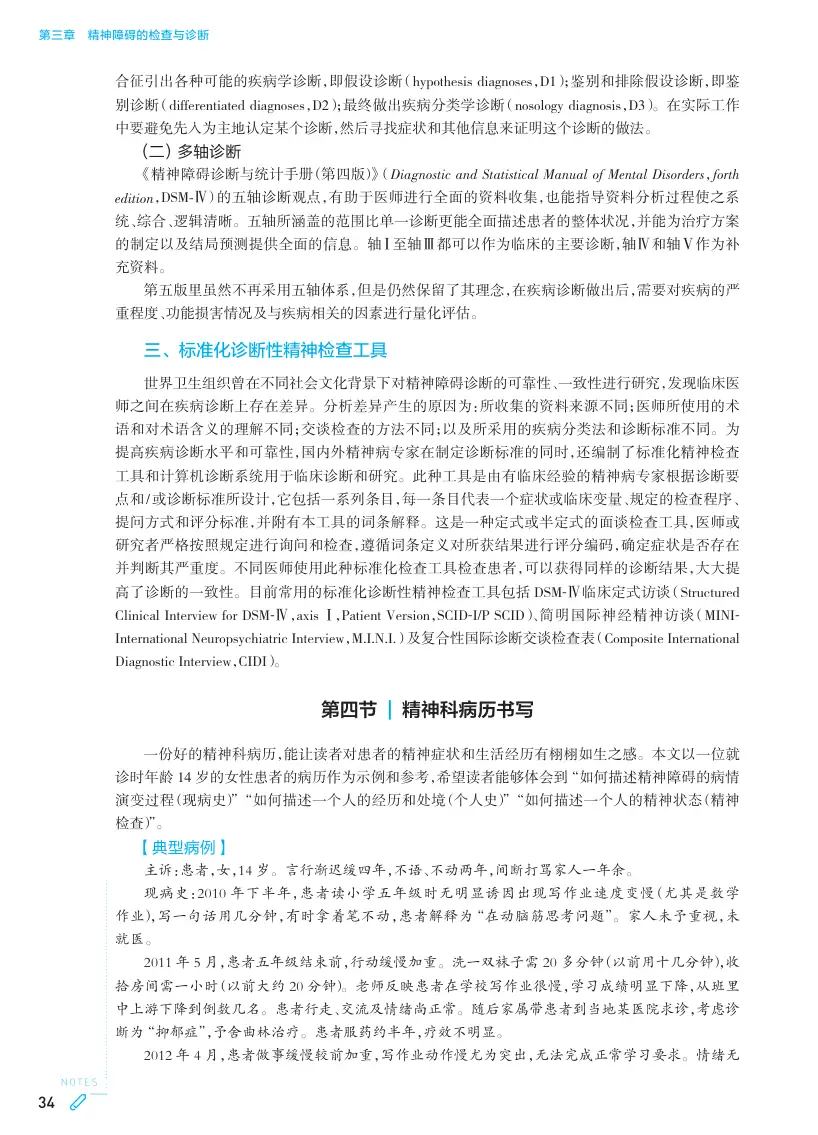 第三章 精神障碍的检查与诊断
合征引出各种可能的疾病学诊断,即假设诊断(hypothesis diagnoses,D1);鉴别和排除假设诊断,即鉴
别诊断(differentiated diagnoses,D2);最终做出疾病分类学诊断(nosology diagnosis,D3)。在实际工作
中要避免先入为主地认定某个诊断,然后寻找症状和其他信息来证明这个诊断的做法。
(二)多轴诊断
《精神障碍诊断与统计手册(第四版)》(Diagnostic and Statistical Manual of Mental Disorders,forth
edition,DSM-Ⅳ)的五轴诊断观点,有助于医师进行全面的资料收集,也能指导资料分析过程使之系
统、综合、逻辑清晰。五轴所涵盖的范围比单一诊断更能全面描述患者的整体状况,并能为治疗方案
的制定以及结局预测提供全面的信息。轴Ⅰ至轴Ⅲ都可以作为临床的主要诊断,轴Ⅳ和轴Ⅴ作为补
充资料。
第五版里虽然不再采用五轴体系,但是仍然保留了其理念,在疾病诊断做出后,需要对疾病的严
重程度、功能损害情况及与疾病相关的因素进行量化评估。
三、标准化诊断性精神检查工具
世界卫生组织曾在不同社会文化背景下对精神障碍诊断的可靠性、一致性进行研究,发现临床医
师之间在疾病诊断上存在差异。分析差异产生的原因为:所收集的资料来源不同;医师所使用的术
语和对术语含义的理解不同;交谈检查的方法不同;以及所采用的疾病分类法和诊断标准不同。为
提高疾病诊断水平和可靠性,国内外精神病专家在制定诊断标准的同时,还编制了标准化精神检查
工具和计算机诊断系统用于临床诊断和研究。此种工具是由有临床经验的精神病专家根据诊断要
点和/或诊断标准所设计,它包括一系列条目,每一条目代表一个症状或临床变量、规定的检查程序、
提问方式和评分标准,并附有本工具的词条解释。这是一种定式或半定式的面谈检查工具,医师或
研究者严格按照规定进行询问和检查,遵循词条定义对所获结果进行评分编码,确定症状是否存在
并判断其严重度。不同医师使用此种标准化检查工具检查患者,可以获得同样的诊断结果,大大提
高了诊断的一致性。目前常用的标准化诊断性精神检查工具包括 DSM-Ⅳ临床定式访谈(Structured
Clinical Interview for DSM-Ⅳ,axis Ⅰ,Patient Version,SCID-I/P SCID)、简明国际神经精神访谈(MINI-
International Neuropsychiatric Interview,M.I.N.I.)及复合性国际诊断交谈检查表(Composite International
Diagnostic Interview,CIDI)。
第四节 | 精神科病历书写
一份好的精神科病历,能让读者对患者的精神症状和生活经历有栩栩如生之感。本文以一位就
诊时年龄 14 岁的女性患者的病历作为示例和参考,希望读者能够体会到“如何描述精神障碍的病情
演变过程(现病史)”“如何描述一个人的经历和处境(个人史)”“如何描述一个人的精神状态(精神
检查)”。
【典型病例】
主诉:患者,女,14 岁。言行渐迟缓四年,不语、不动两年,间断打骂家人一年余。
现病史:2010 年下半年,患者读小学五年级时无明显诱因出现写作业速度变慢(尤其是数学
作业),写一句话用几分钟,有时拿着笔不动,患者解释为“在动脑筋思考问题”。家人未予重视,未
就医。
2011 年 5 月,患者五年级结束前,行动缓慢加重。洗一双袜子需 20 多分钟(以前用十几分钟),收
拾房间需一小时(以前大约 20 分钟)。老师反映患者在学校写作业很慢,学习成绩明显下降,从班里
中上游下降到倒数几名。患者行走、交流及情绪尚正常。随后家属带患者到当地某医院求诊,考虑诊
断为“抑郁症”,予舍曲林治疗。患者服药约半年,疗效不明显。
2012 年 4 月,患者做事缓慢较前加重,写作业动作慢尤为突出,无法完成正常学习要求。情绪无
NOTES
34